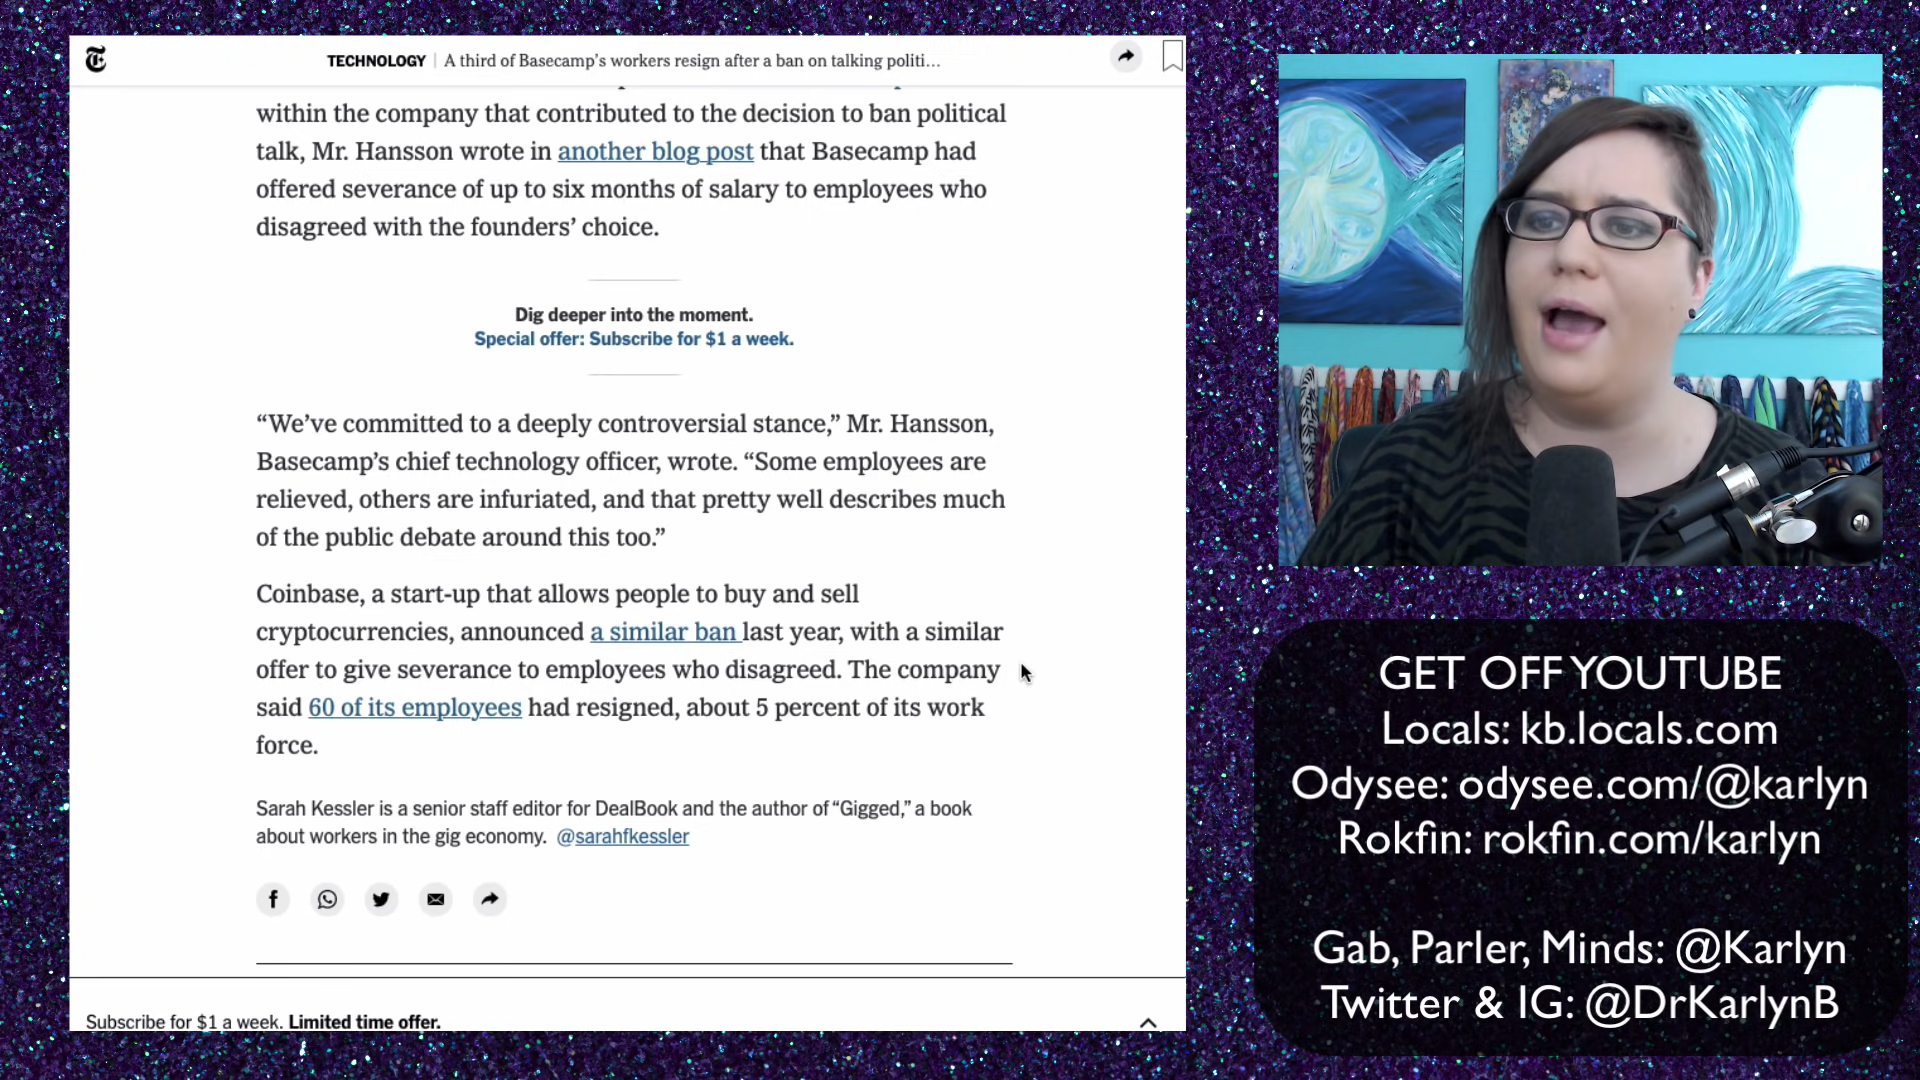 TECHNOLOGY | A third of Basecamp’s workers resign after a ban on talking politi…
within the company that contributed to the decision to ban political
talk, Mr. Hansson wrote in another blog post that Basecamp had
offered severance of up to six months of salary to employees who
disagreed with the founders’ choice.
Dig deeper into the moment.
Special offer: Subscribe for $1 a week.
“We’ve committed to a deeply controversial stance,” Mr. Hansson,
Basecamp’s chief technology officer, wrote. “Some employees are
relieved, others are infuriated, and that pretty well describes much
of the public debate around this too.”
Coinbase, a start-up that allows people to buy and sell
cryptocurrencies, announced a similar ban last year, with a similar
offer to give severance to employees who disagreed. The company
said 60 of its employees had resigned, about 5 percent of its work
force.
Sarah Kessler is a senior staff editor for DealBook and the author of “Gigged,” a book
about workers in the gig economy. @sarahfkessler
Subscribe for $1 a week. Limited time offer.
GET OFF YOUTUBE
Locals: kb.locals.com
Odysee: odysee.com/@karlyn
Rokfin: rokfin.com/karlyn
Gab, Parler, Minds: @Karlyn
Twitter & IG: @DrKarlynB